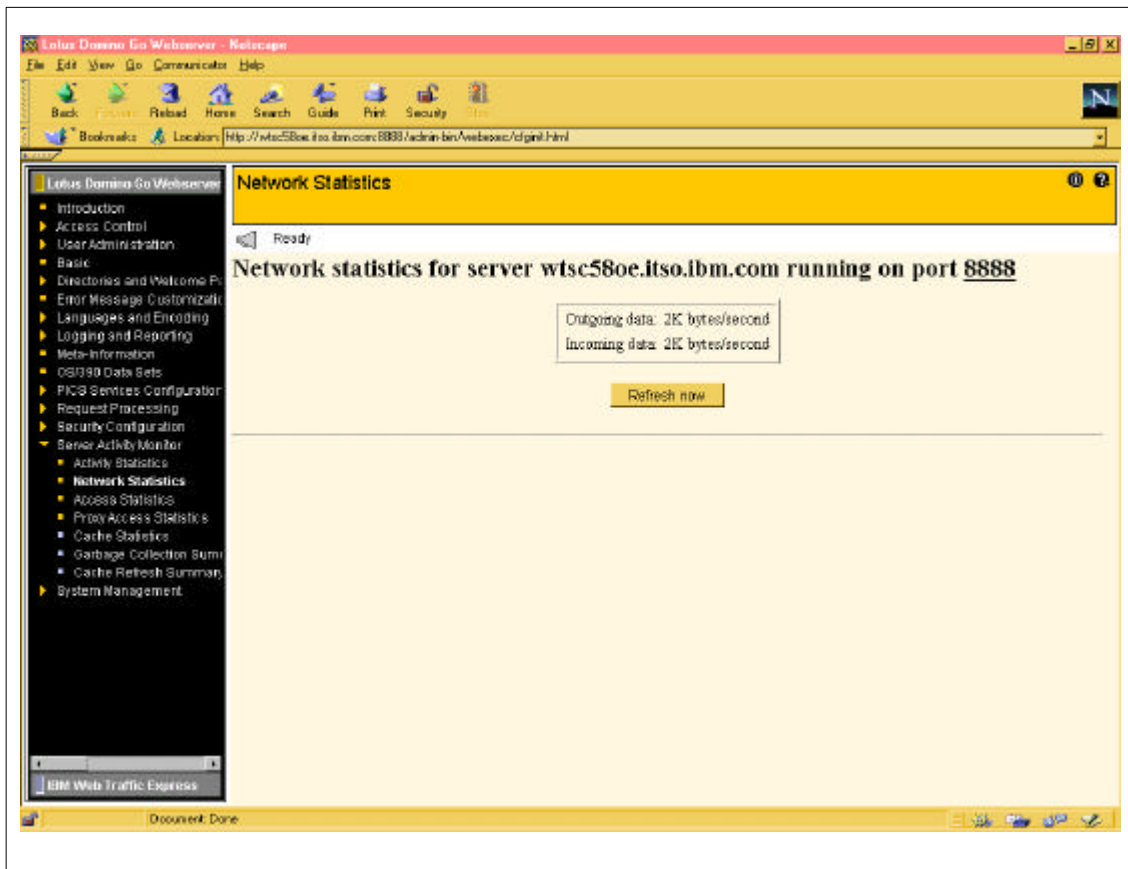 Lotus Domino Go Webserver - Netscape
File Edit View Go Communicator Help
Back Reload Home Search Guide Print Security
Bookmarks Location: http://wtsc58oe.itso.ibm.com:8888/admin-bin/webexec/cfginit.html
Lotus Domino Go Webserver
Introduction
Access Control
User Administration
Basic
Directories and Welcome P
Error Message Customizatic
Languages and Encoding
Logging and Reporting
Meta-Information
OS/390 Data Sets
PICS Services Configuration
Request Processing
Security Configuration
Server Activity Monitor
Activity Statistics
Network Statistics
Access Statistics
Proxy Access Statistics
Cache Statistics
Garbage Collection Summ
Cache Refresh Summary
System Management
IBM Web Traffic Express
Network Statistics
Ready
Network statistics for server wtsc58oe.itso.ibm.com running on port 8888
Outgoing data: 2K bytes/second
Incoming data: 2K bytes/second
Refresh now
Document: Done